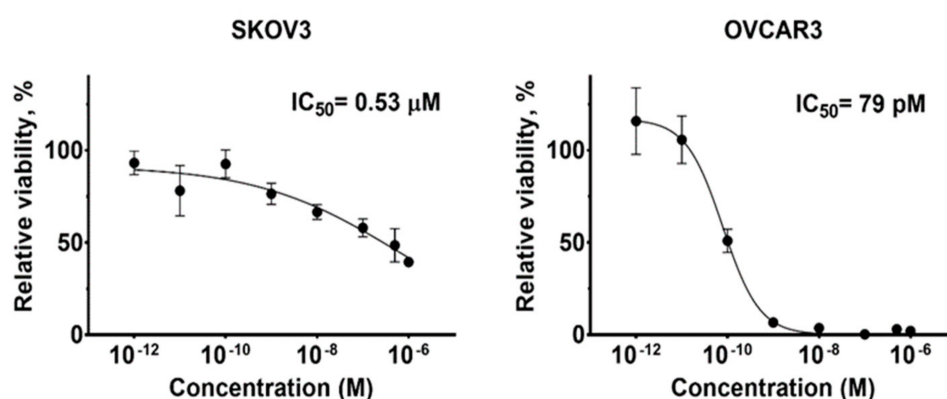 SKOV3
Relative viability, %
100
50
0
IC50= 0.53 μM
10-12
10-10
10-8
10-6
Concentration (M)
OVCAR3
Relative viability, %
100
50
0
IC50= 79 pM
10-12
10-10
10-8
10-6
Concentration (M)